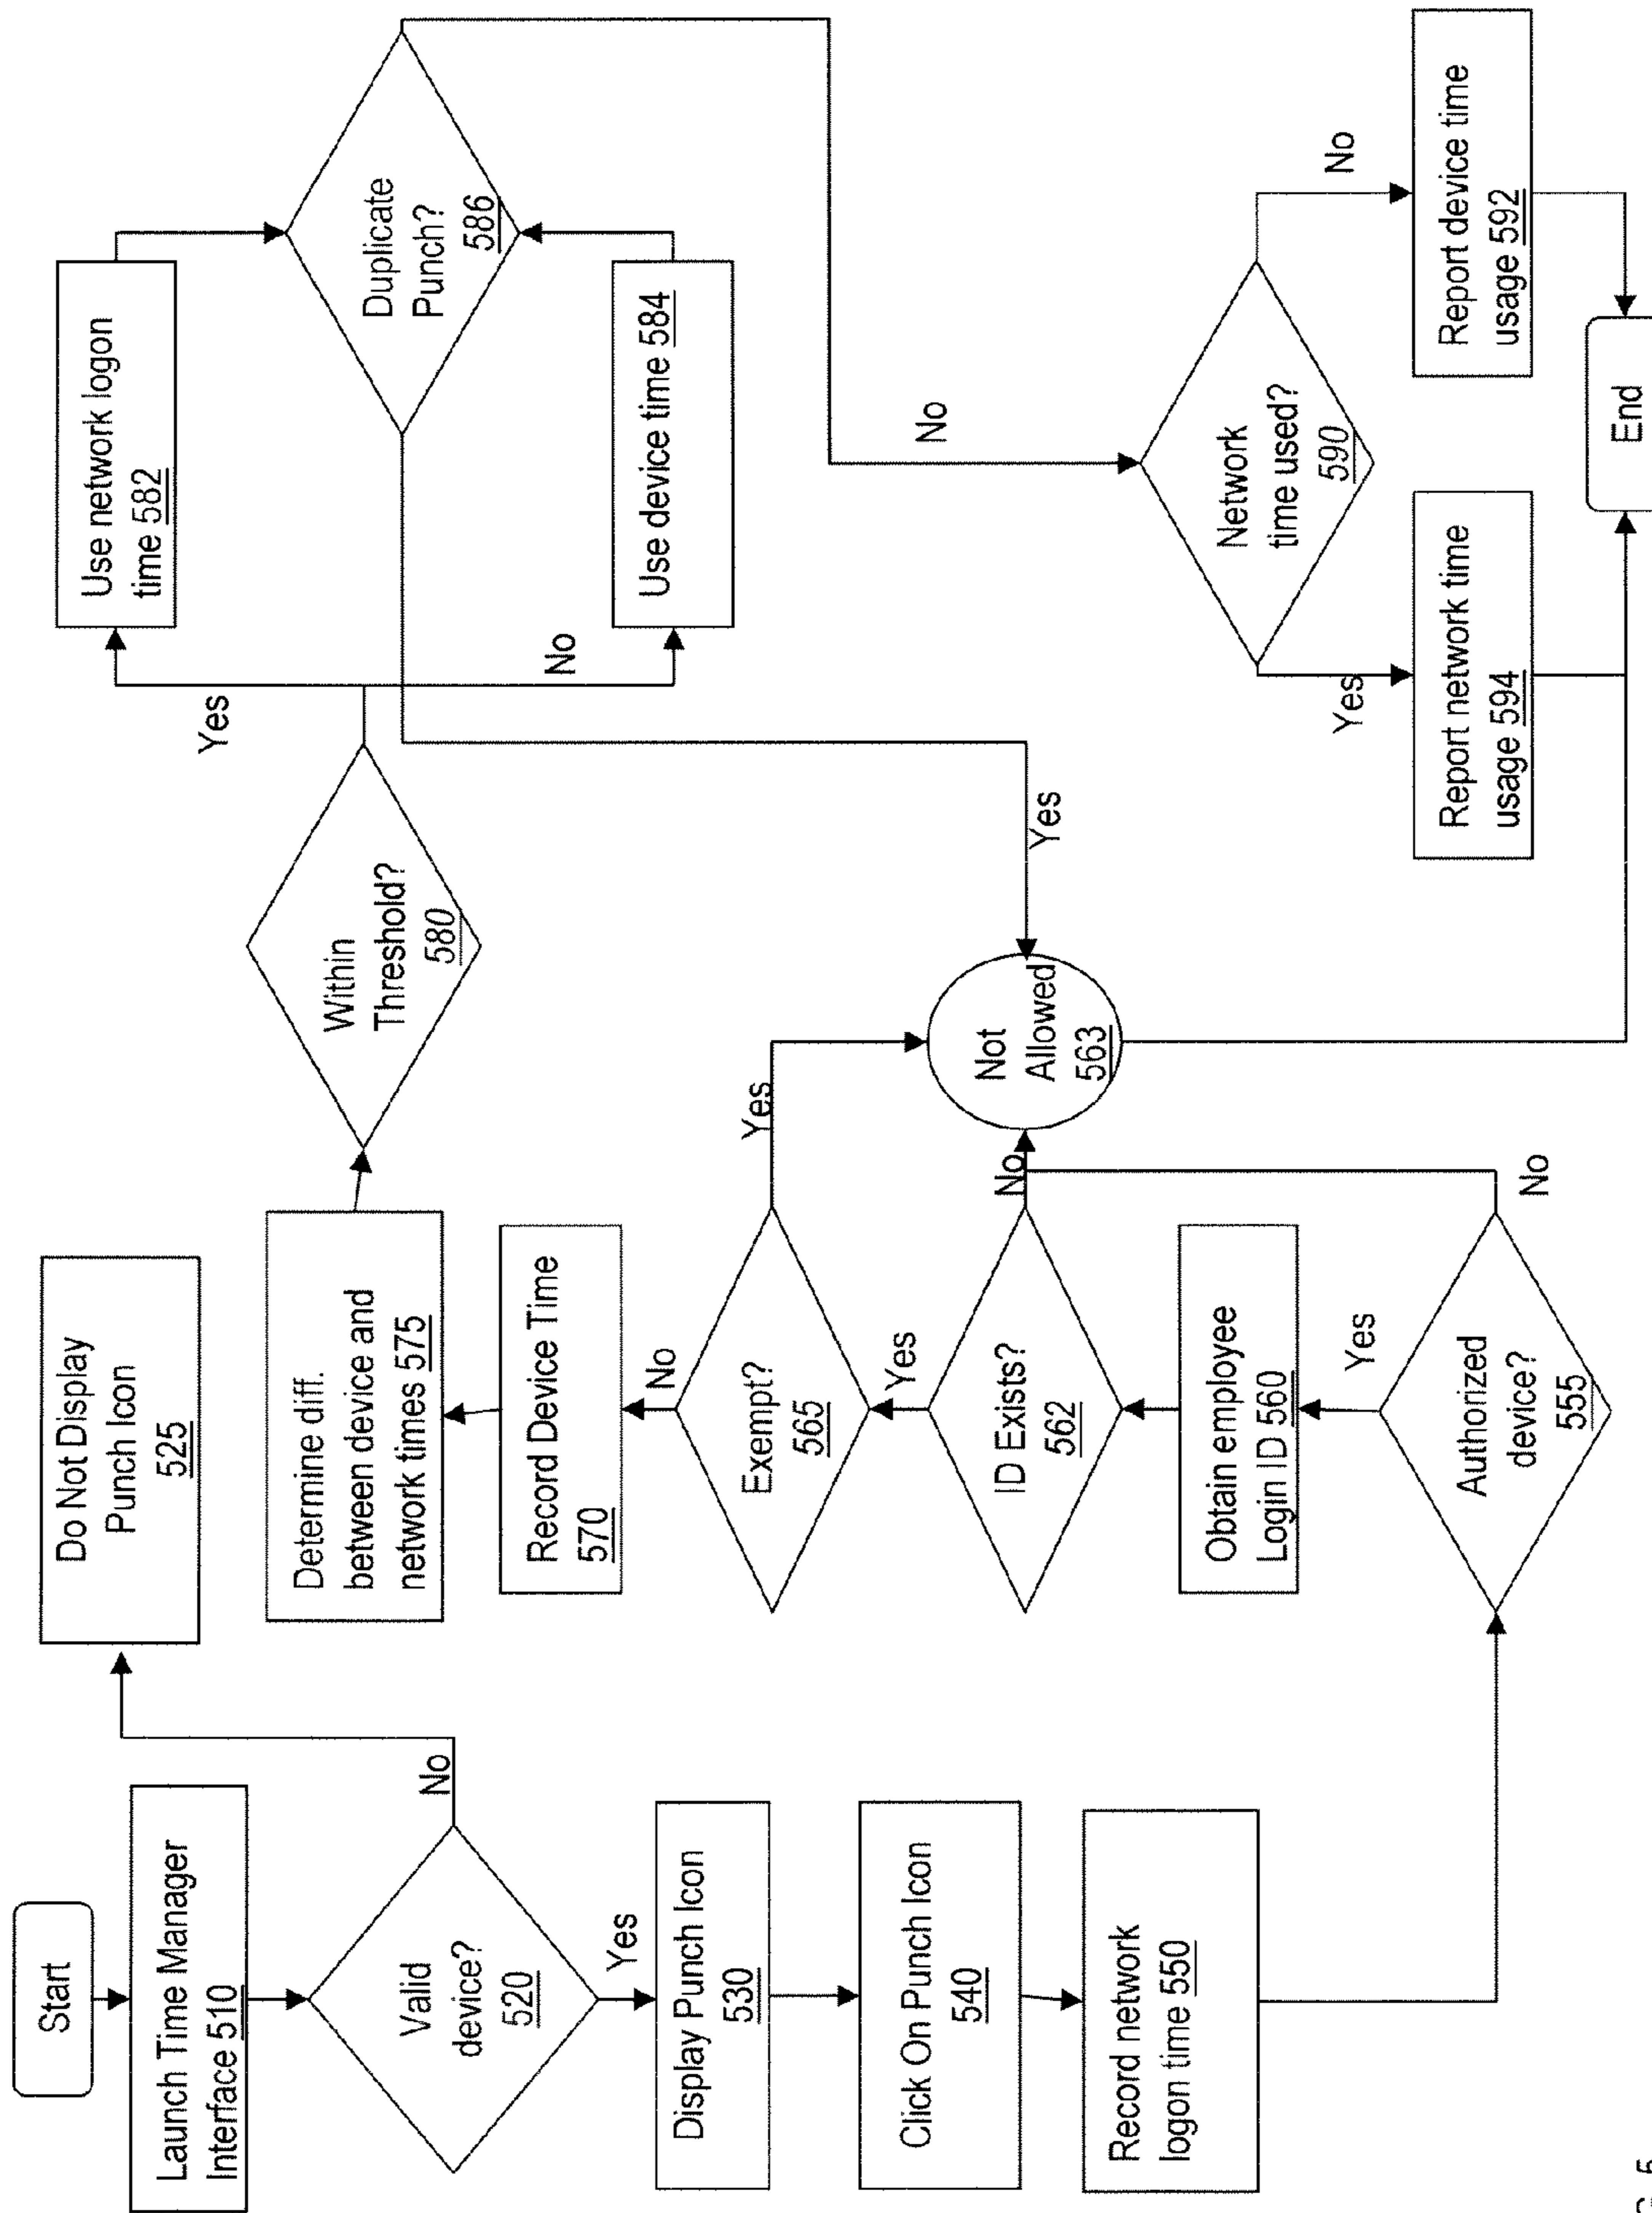 Start
Launch Time Manager
Interface 510
Valid
device?
520
No
Do Not Display
Punch Icon
525
Yes
Display Punch Icon
530
Click On Punch Icon
540
Record network
logon time 550
Authorized
device?
555
No
Yes
Obtain employee
Login ID 560
ID Exists?
562
No
Yes
Exempt?
565
Yes
No
Record Device Time
570
Determine diff.
between device and
network times 575
Within
Threshold?
580
Yes
No
Use network logon
time 582
Use device time 584
Duplicate
Punch?
586
Yes
No
Not
Allowed
563
Network
time used?
590
Yes
No
Report network time
usage 594
Report device time
usage 592
End